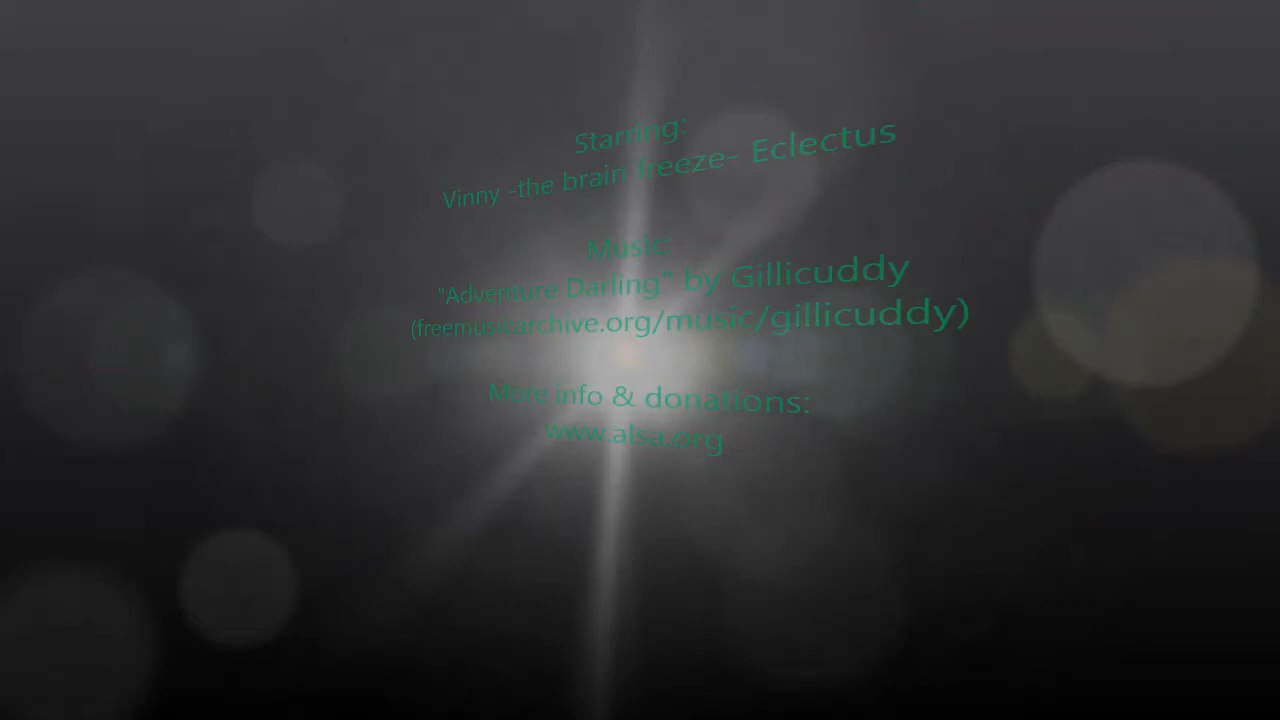 Starring:
Vinny -the brain freeze- Eclectus
Music:
"Adventure Darling" by Gillicuddy
(freemusicarchive.org/music/gillicuddy)
More info & donations:
www.alsa.org